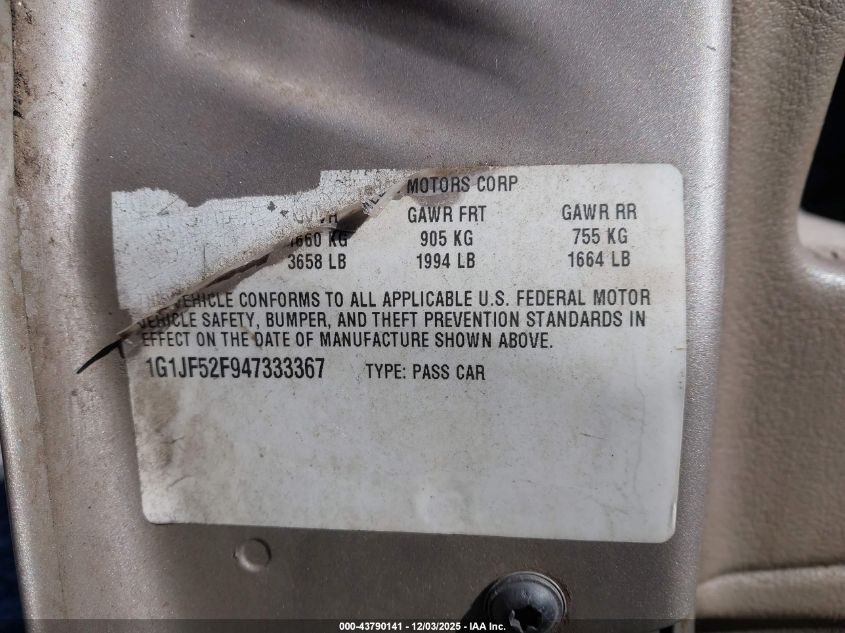 MOTORS CORP
GAWR FRT GAWR RR
660 KG 905 KG 755 KG
3658 LB 1994 LB 1664 LB
VEHICLE CONFORMS TO ALL APPLICABLE U.S. FEDERAL MOTOR
VEHICLE SAFETY, BUMPER, AND THEFT PREVENTION STANDARDS IN
EFFECT ON THE DATE OF MANUFACTURE SHOWN ABOVE.
1G1JF52F947333367 TYPE: PASS CAR
000-43790141 - 12/03/2025 - IAA Inc.